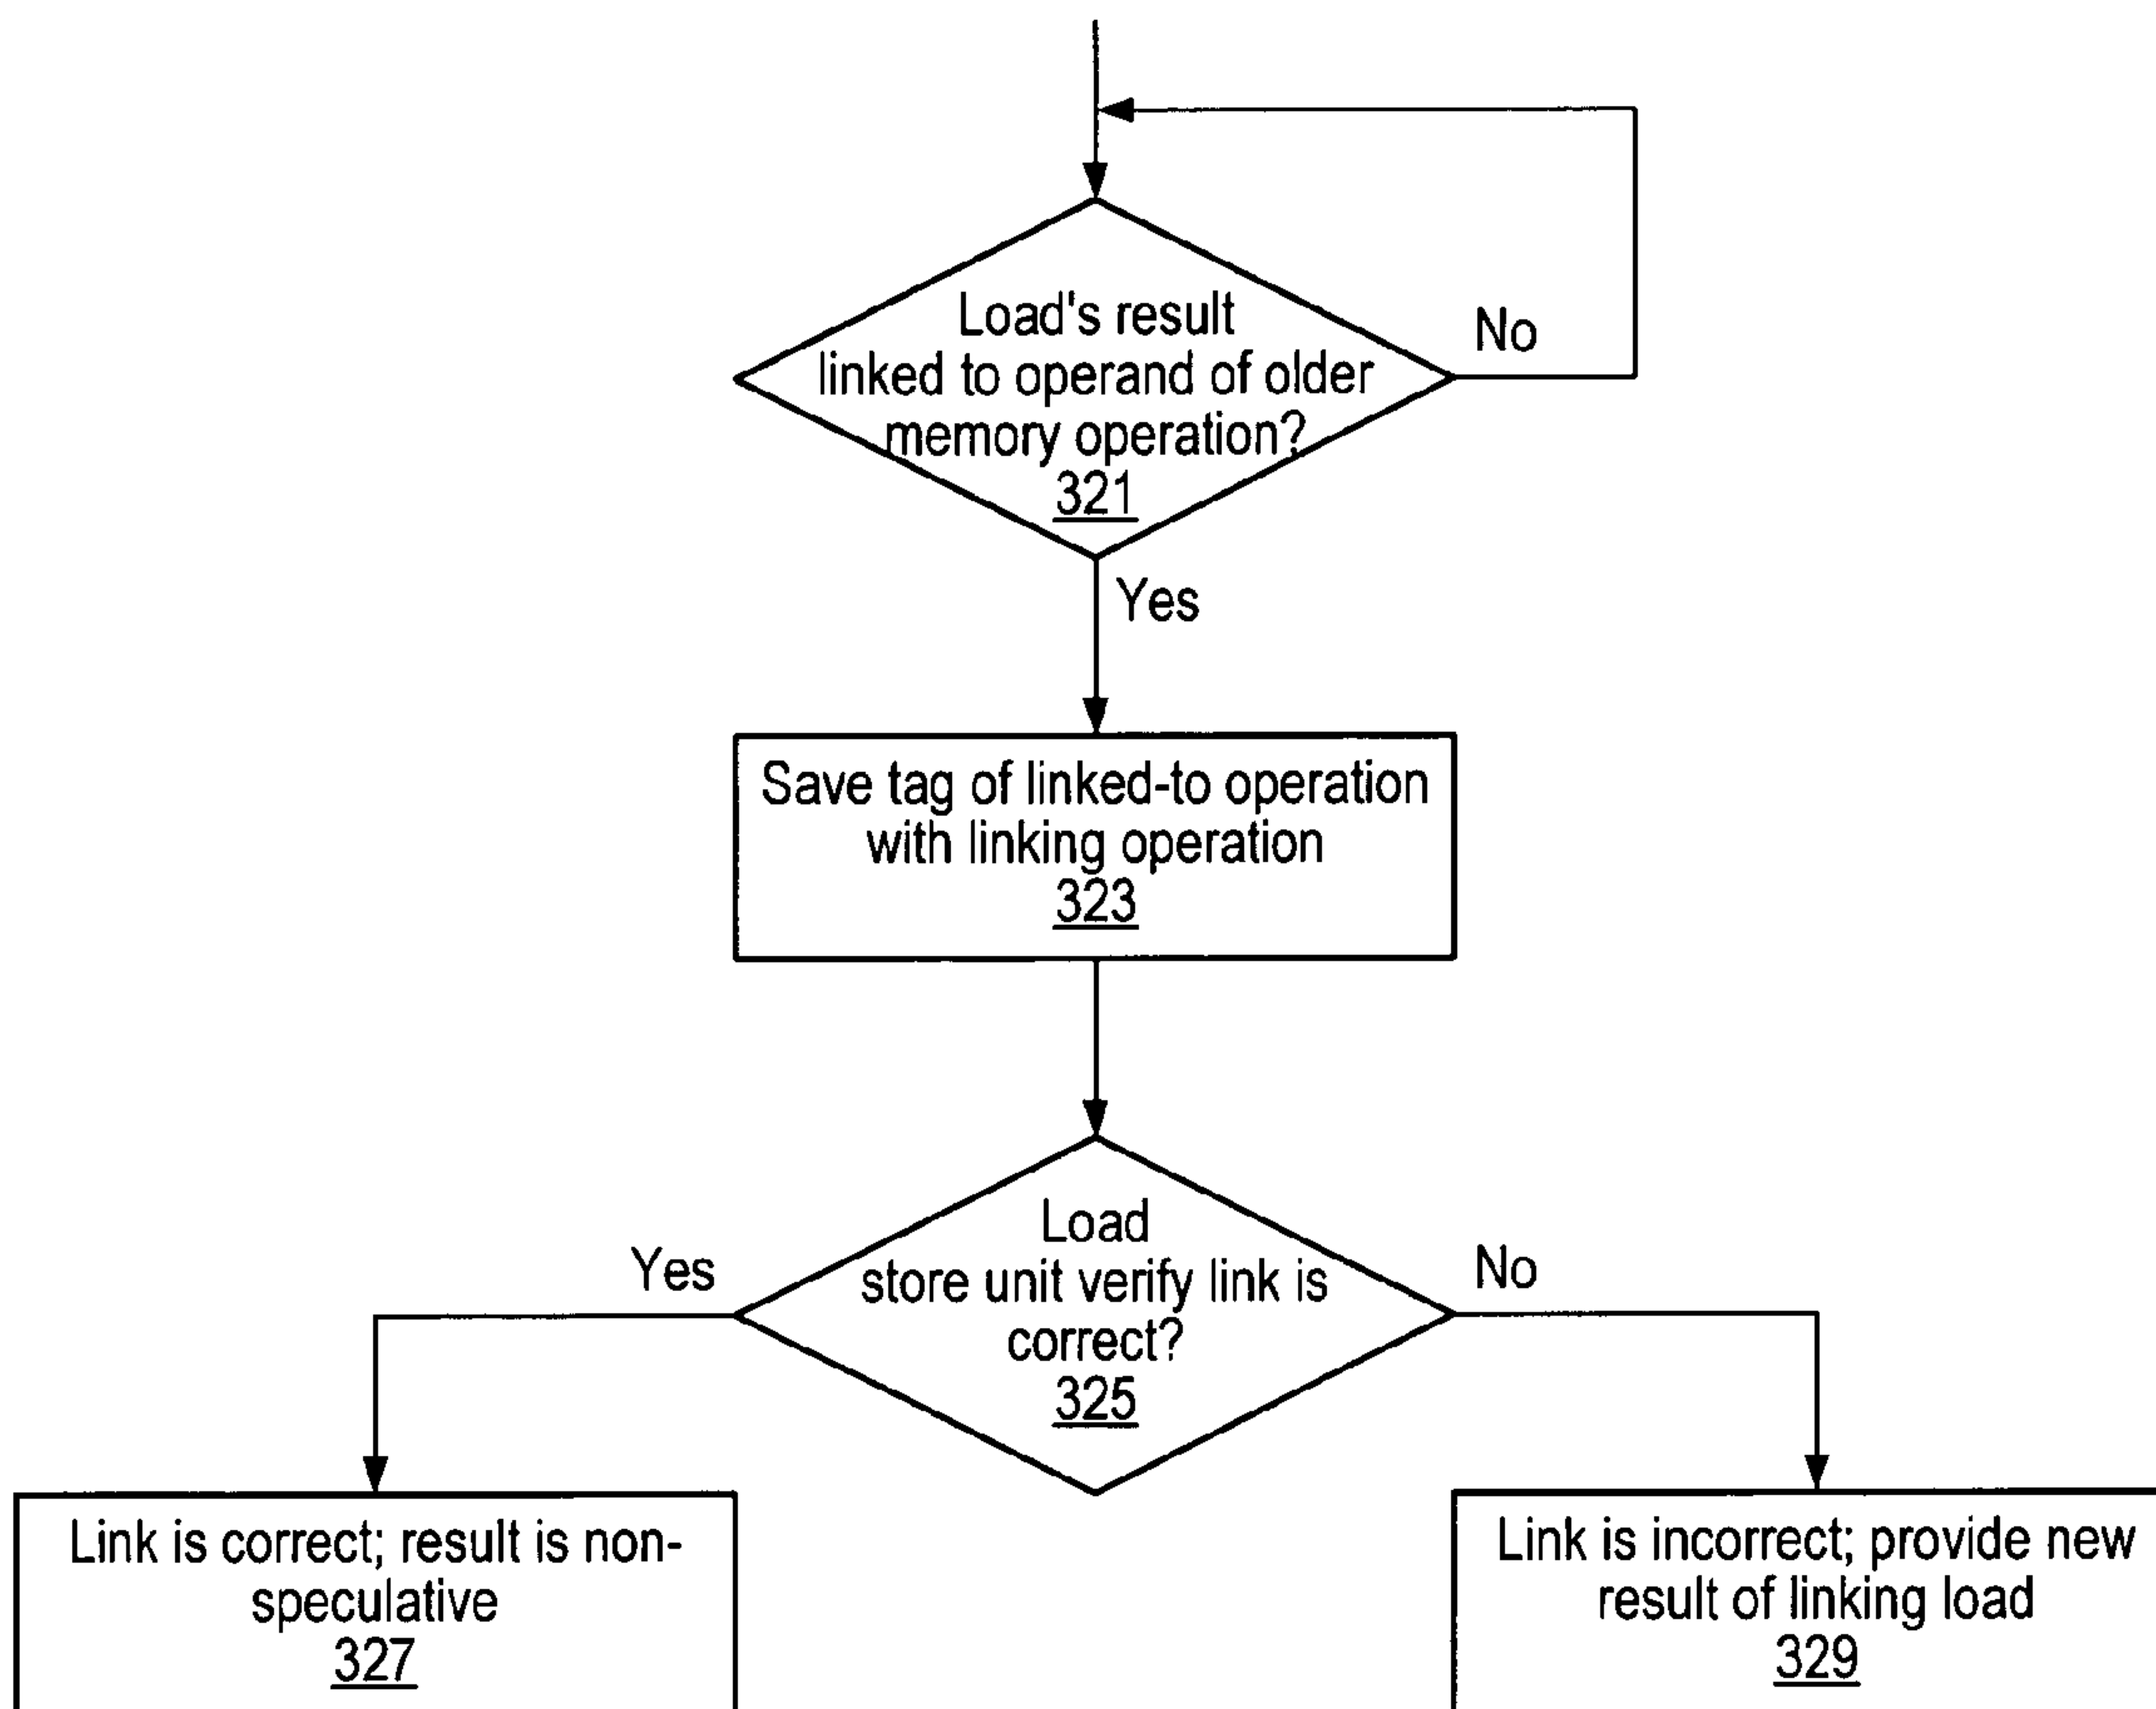 Load's result
linked to operand of older
memory operation?
321
No
Yes
Save tag of linked-to operation
with linking operation
323
Load
store unit verify link is
correct?
325
Yes
No
Link is correct; result is non-
speculative
327
Link is incorrect; provide new
result of linking load
329